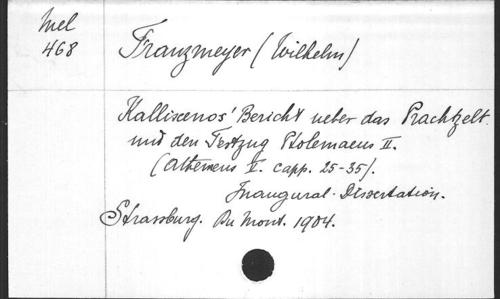 Mel
468
Franzmeyer (Wilhelm)
Kallixenos' Bericht ueber das Prachtzelt
und den Festzug Ptolemaeus II.
(Athenaeus V. capp. 25-35).
Inaugural-Dissertation.
Strassburg. Du Mont. 1904.